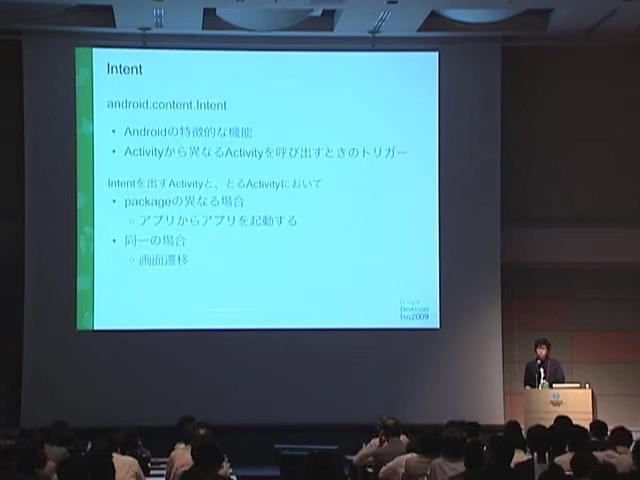 Intent
android.content.Intent
• Androidの特徴的な機能
• Activityから異なるActivityを呼び出すときのトリガー
Intentを出すActivityと、とるActivityにおいて
• packageの異なる場合
○ アプリからアプリを起動する
• 同一の場合
○ 画面遷移
Google
Developer
Day2009